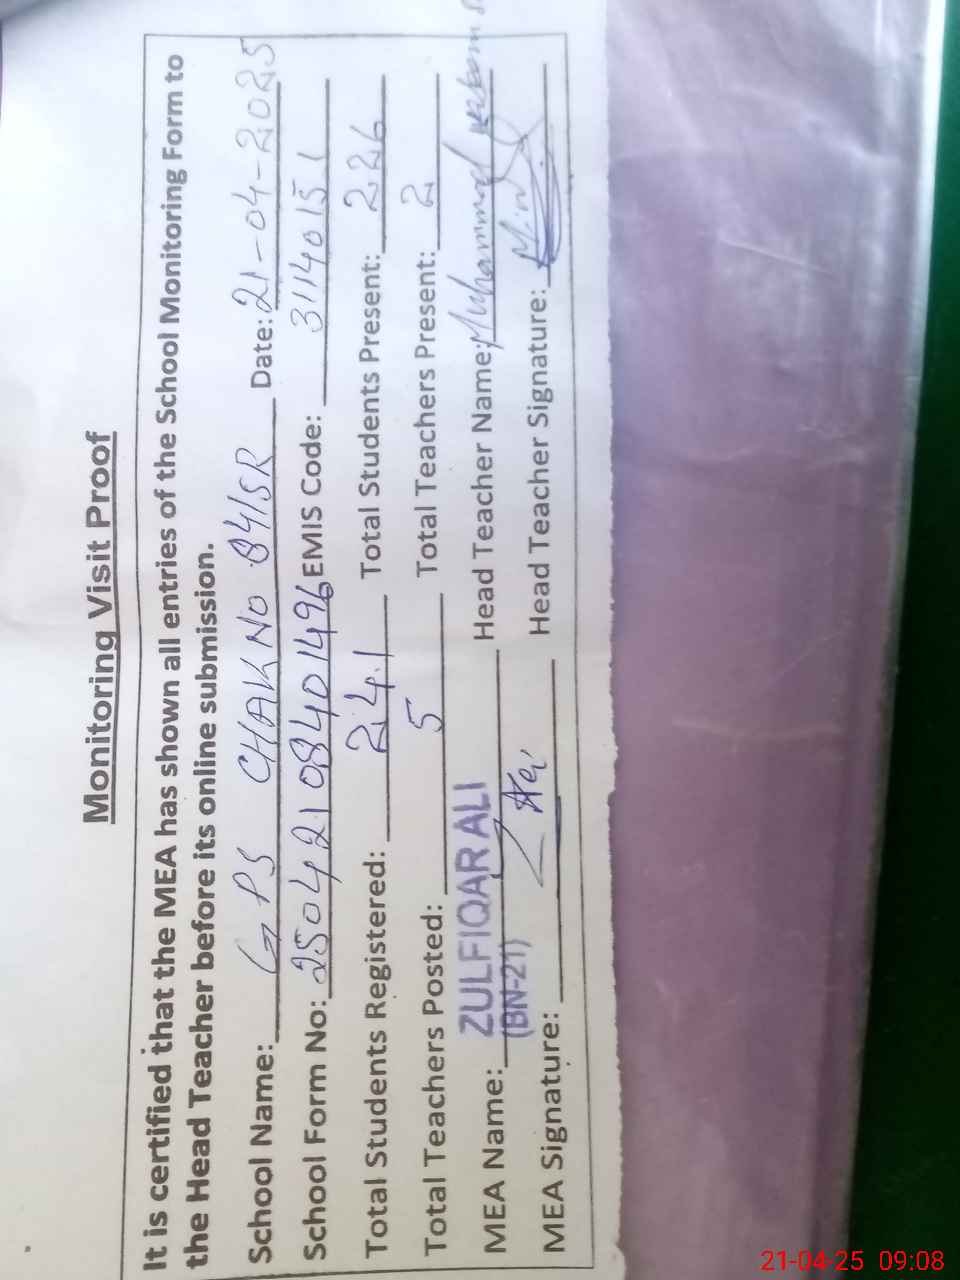 Monitoring Visit Proof
It is certified that the MEA has shown all entries of the School Monitoring Form to
the Head Teacher before its online submission.
School Name: GPS CHAK NO 84/5R Date: 21-04-2025
School Form No: 2504210840 1496 EMIS Code: 31140151
Total Students Registered: 241 Total Students Present: 226
Total Teachers Posted: 5 Total Teachers Present: 2
MEA Name: ZULFIQAR ALI Head Teacher Name: Muhammad
(BN-21)
MEA Signature: Head Teacher Signature:
21-04-25 09:08